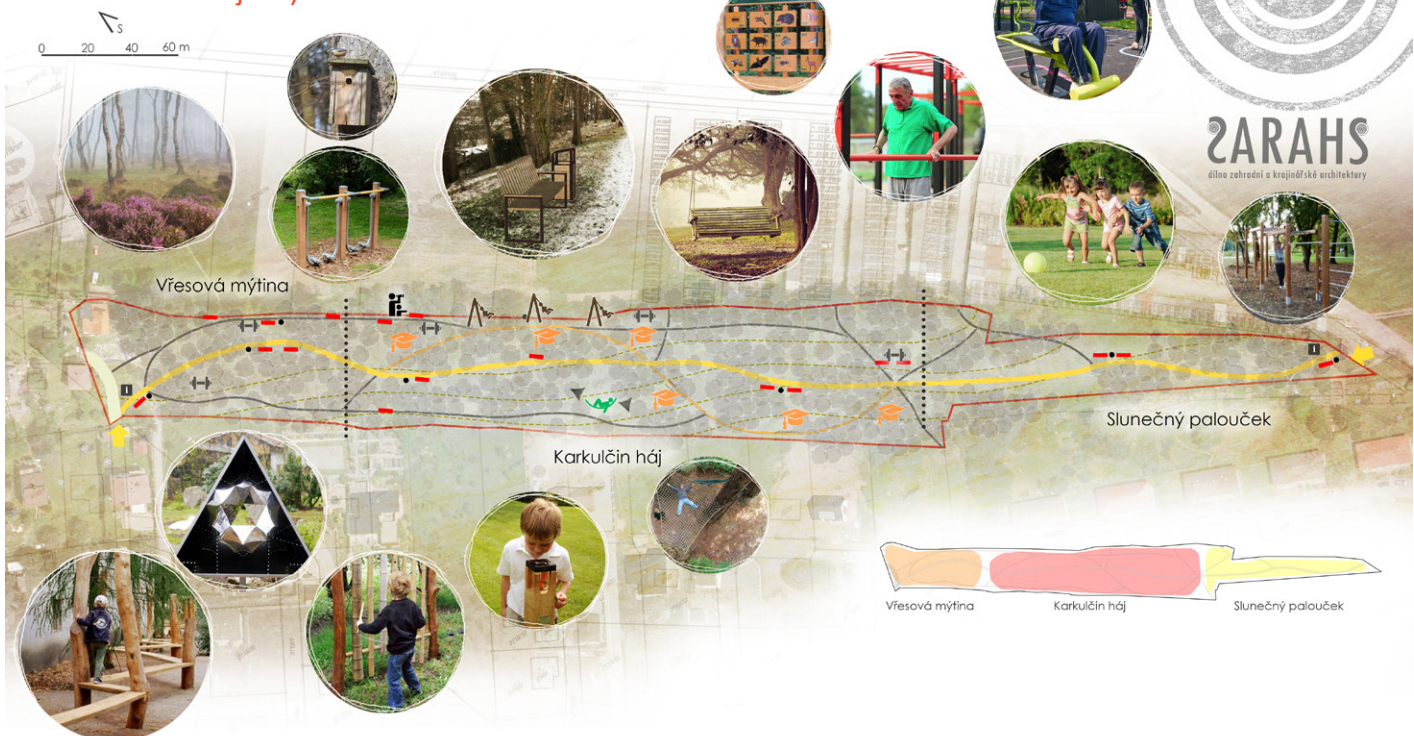 S
0 20 40 60 m
SARAHS
dílna zahradní a krajinářské architektury
Vřesová mýtina
i
i
Slunečný palouček
Karkulčin háj
Vřesová mýtina
Karkulčin háj
Slunečný palouček